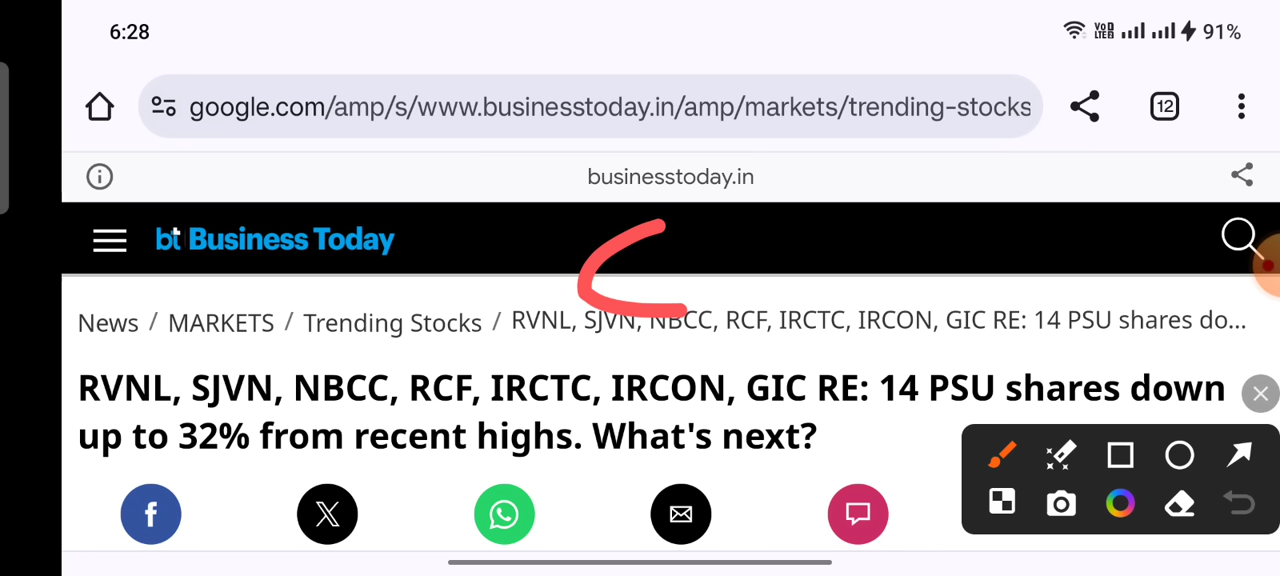 6:28
VoD LTE 91%
google.com/amp/s/www.businesstoday.in/amp/markets/trending-stocks
12
businesstoday.in
bt Business Today
News / MARKETS / Trending Stocks / RVNL, SJVN, NBCC, RCF, IRCTC, IRCON, GIC RE: 14 PSU shares do...
RVNL, SJVN, NBCC, RCF, IRCTC, IRCON, GIC RE: 14 PSU shares down
up to 32% from recent highs. What's next?